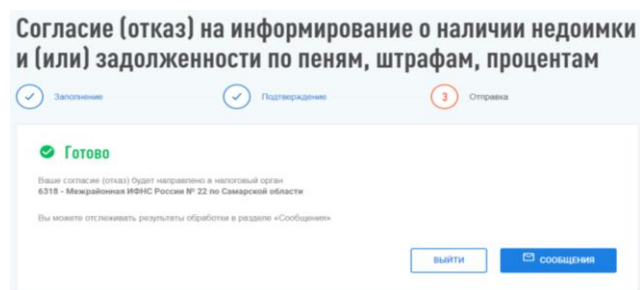 Согласие (отказ) на информирование о наличии недоимки
и (или) задолженности по пеням, штрафам, процентам
Заполнение
Подтверждение
3 Отправка
Готово
Ваше согласие (отказ) будет направлено в налоговый орган
6318 - Межрайонная ИФНС России № 22 по Самарской области
Вы можете отслеживать результаты обработки в разделе «Сообщения»
ВЫЙТИ
СООБЩЕНИЯ